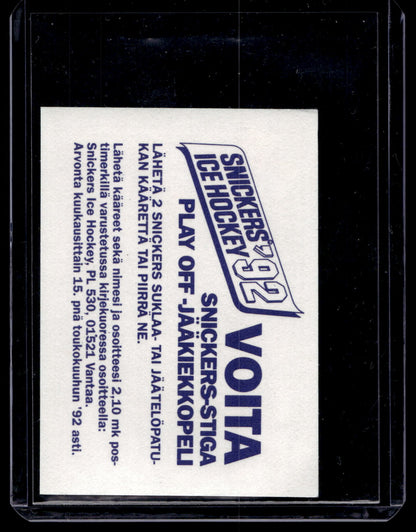 SNICKERS '92
ICE HOCKEY
VOITA
SNICKERS-STIGA
PLAY OFF -JÄÄKIEKKOPELI
LÄHETÄ 2 SNICKERS SUKLAA- TAI JÄÄTELÖPATU-
KAN KÄÄRETTÄ TAI PIIRRÄ NE.
Lähetä kääreet sekä nimesi ja osoitteesi 2,10 mk pos-
timerkillä varustetussa kirjekuoressa osoitteella:
Snickers Ice Hockey, PL 530, 01521 Vantaa.
Arvonta kuukausittain 15. pnä toukokuuhun '92 asti.